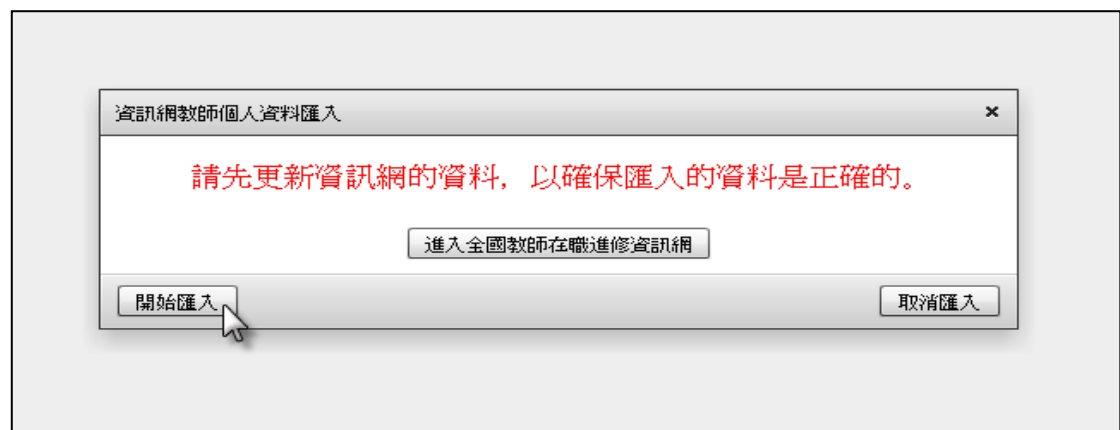 資訊網教師個人資料匯入 ×
請先更新資訊網的資料，以確保匯入的資料是正確的。
進入全國教師在職進修資訊網
開始匯入 取消匯入